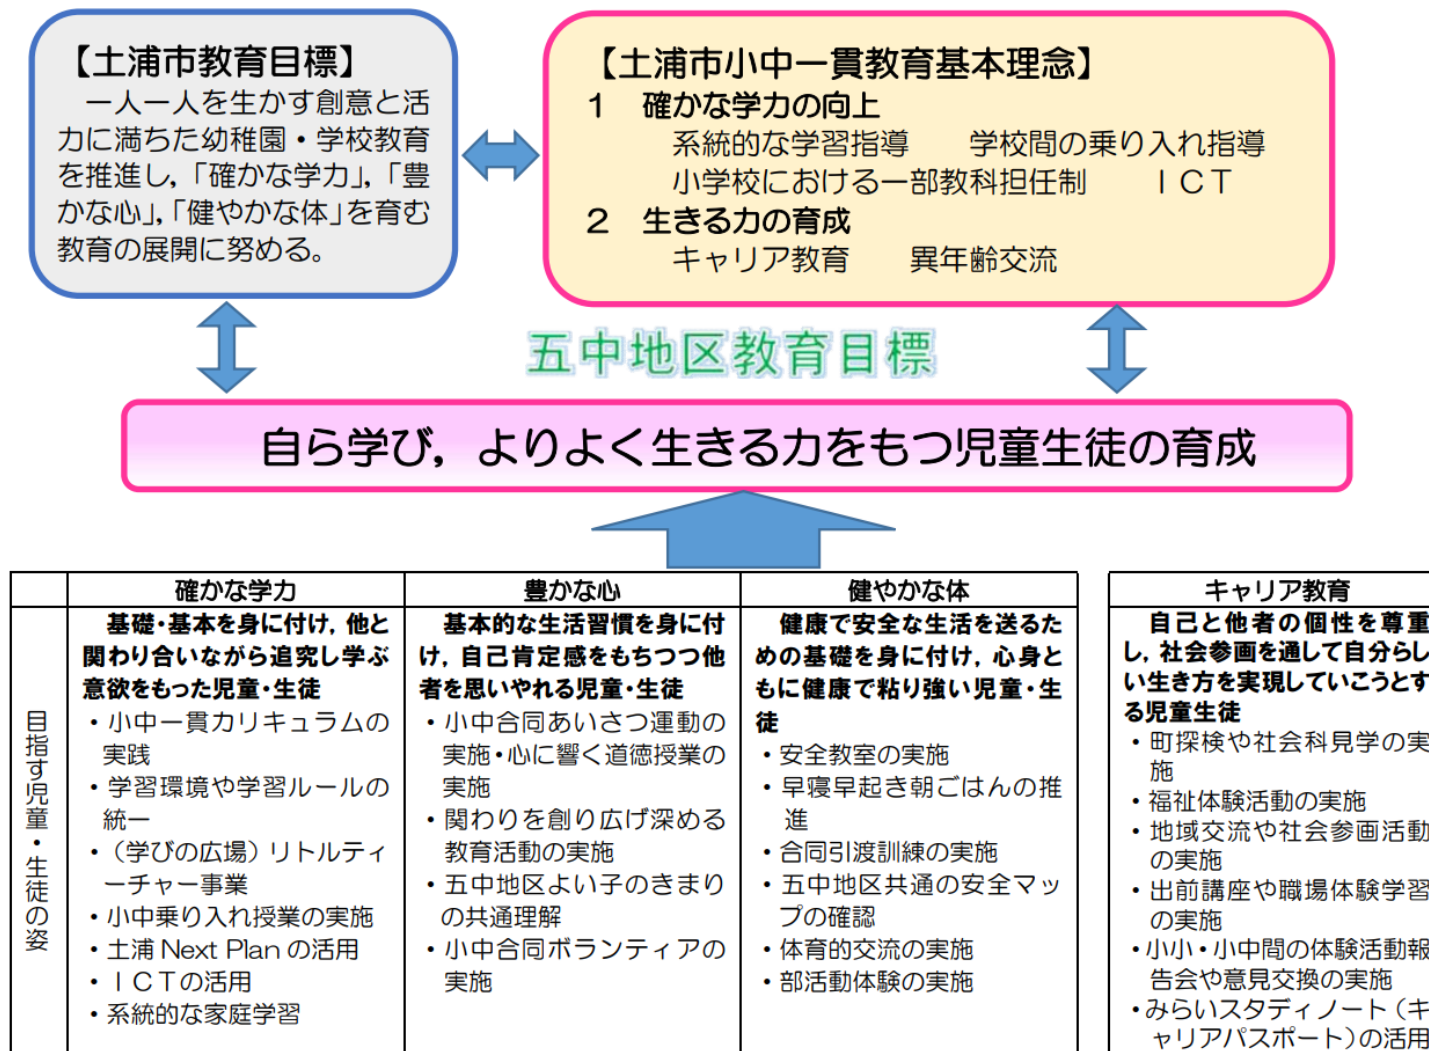 【土浦市教育目標】
一人一人を生かす創意と活
力に満ちた幼稚園・学校教育
を推進し,「確かな学力」,「豊
かな心」,「健やかな体」を育む
教育の展開に努める。
【土浦市小中一貫教育基本理念】
1 確かな学力の向上
系統的な学習指導 学校間の乗り入れ指導
小学校における一部教科担任制 ICT
2 生きる力の育成
キャリア教育 異年齢交流
五中地区教育目標
自ら学び,よりよく生きる力をもつ児童生徒の育成
目指す児童・生徒の姿
確かな学力
基礎・基本を身に付け,他と
関わり合いながら追究し学ぶ
意欲をもった児童・生徒
・小中一貫カリキュラムの
実践
・学習環境や学習ルールの
統一
・(学びの広場)リトルティ
ーチャー事業
・小中乗り入れ授業の実施
・土浦 Next Plan の活用
・ICTの活用
・系統的な家庭学習
豊かな心
基本的な生活習慣を身に付
け,自己肯定感をもちつつ他
者を思いやれる児童・生徒
・小中合同あいさつ運動の
実施・心に響く道徳授業の
実施
・関わりを創り広げ深める
教育活動の実施
・五中地区よい子のきまり
の共通理解
・小中合同ボランティアの
実施
健やかな体
健康で安全な生活を送るた
めの基礎を身に付け,心身と
もに健康で粘り強い児童・生
徒
・安全教室の実施
・早寝早起き朝ごはんの推
進
・合同引渡訓練の実施
・五中地区共通の安全マッ
プの確認
・体育的交流の実施
・部活動体験の実施
キャリア教育
自己と他者の個性を尊重
し,社会参画を通して自分らし
い生き方を実現していこうとす
る児童生徒
・町探検や社会科見学の実
施
・福祉体験活動の実施
・地域交流や社会参画活動
の実施
・出前講座や職場体験学習
の実施
・小小・小中間の体験活動報
告会や意見交換の実施
・みらいスタディノート(キ
ャリアパスポート)の活用